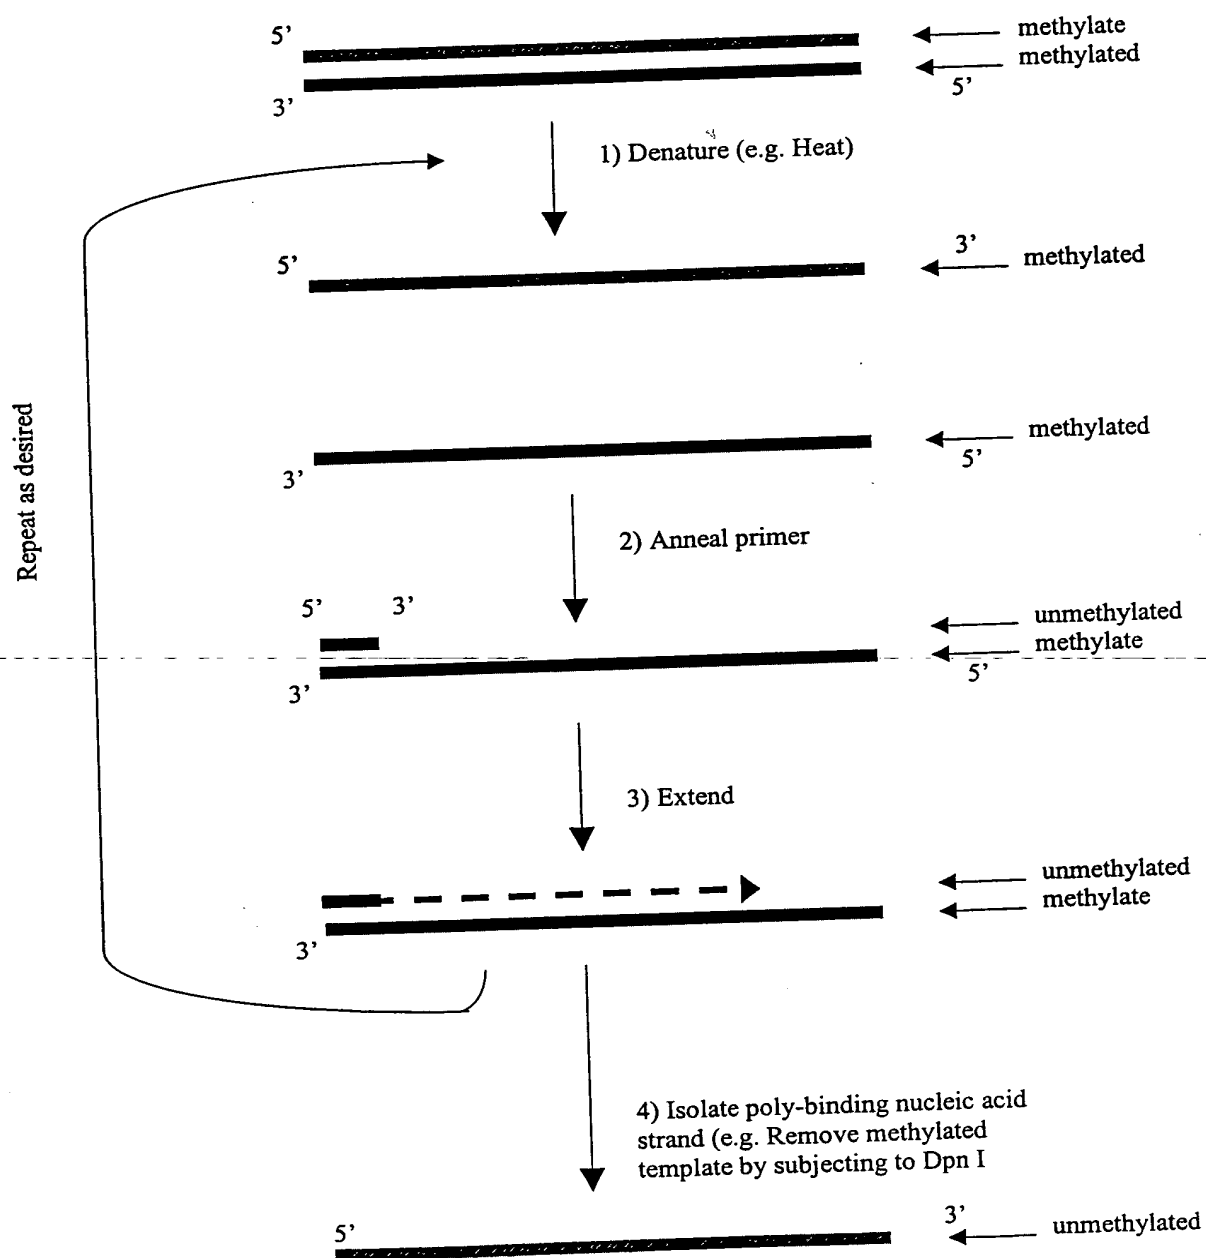 5’
methylate
methylated
3’
5’
1) Denature (e.g. Heat)
5’
3’
methylated
methylated
3’
5’
Repeat as desired
2) Anneal primer
5’ 3’
unmethylated
methylate
3’
5’
3) Extend
unmethylated
methylate
3’
4) Isolate poly-binding nucleic acid
strand (e.g. Remove methylated
template by subjecting to Dpn I
5’
3’
unmethylated